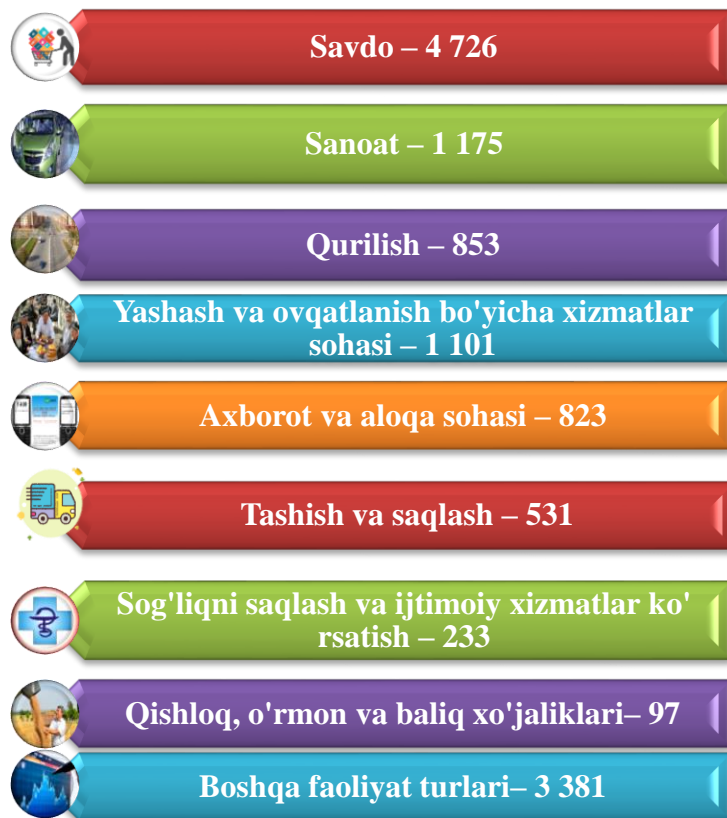 Savdo – 4 726
Sanoat – 1 175
Qurilish – 853
Yashash va ovqatlanish bo'yicha xizmatlar
sohasi – 1 101
Axborot va aloqa sohasi – 823
Tashish va saqlash – 531
Sog'liqni saqlash va ijtimoiy xizmatlar ko'
rsatish – 233
Qishloq, o'rmon va baliq xo'jaliklari– 97
Boshqa faoliyat turlari– 3 381